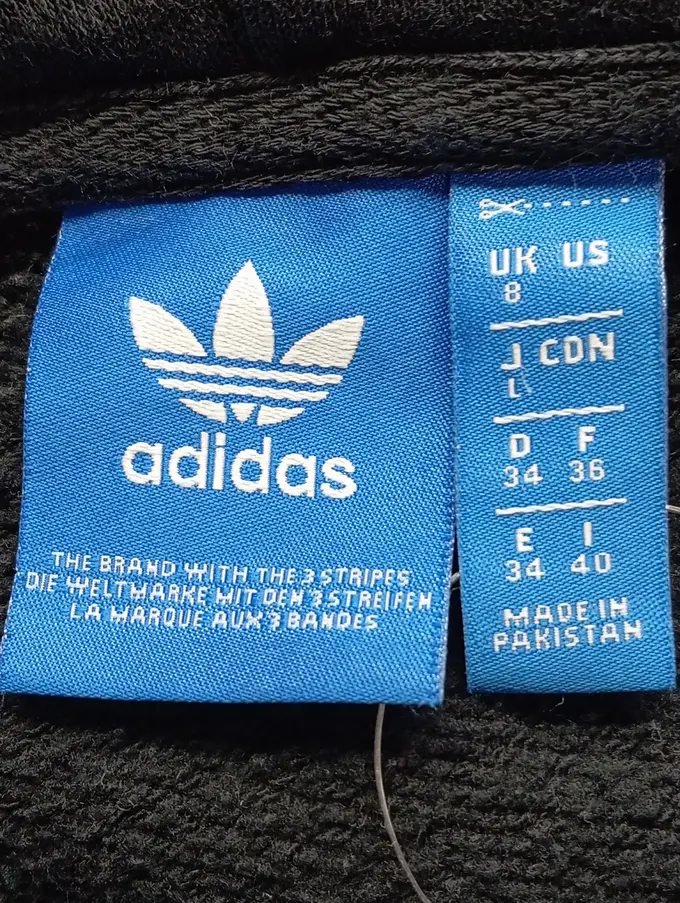 adidas
THE BRAND WITH THE 3 STRIPES
DIE WELTMARKE MIT DEN 3 STREIFEN
LA MARQUE AUX 3 BANDES
UK US
8
J CDN
L
D F
34 36
E I
34 40
MADE IN
PAKISTAN